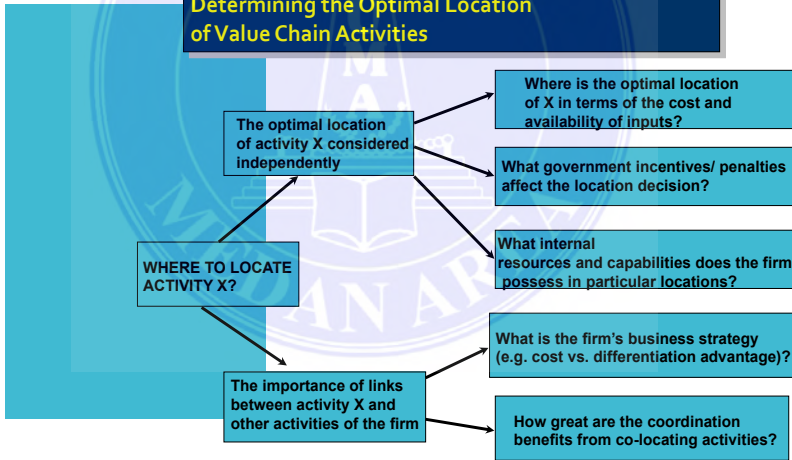 Determining the Optimal Location
of Value Chain Activities
Where is the optimal location
of X in terms of the cost and
availability of inputs?
The optimal location
of activity X considered
independently
What government incentives/ penalties
affect the location decision?
What internal
resources and capabilities does the firm
possess in particular locations?
WHERE TO LOCATE
ACTIVITY X?
What is the firm's business strategy
(e.g. cost vs. differentiation advantage)?
The importance of links
between activity X and
other activities of the firm
How great are the coordination
benefits from co-locating activities?
MEDAN AREA